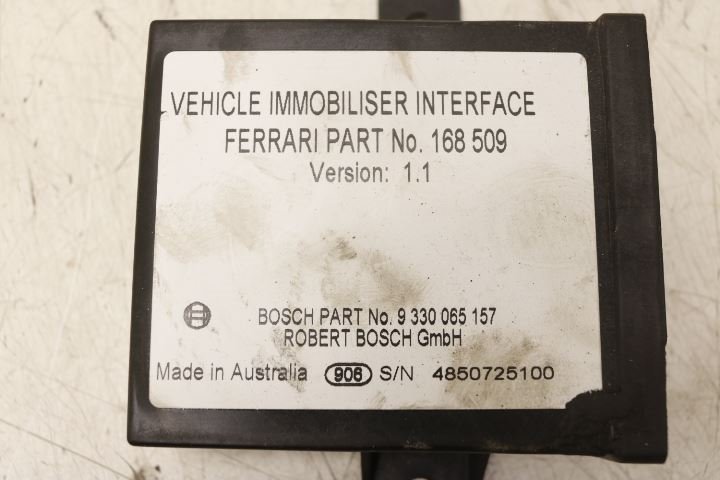 VEHICLE IMMOBILISER INTERFACE
FERRARI PART No. 168 509
Version: 1.1
BOSCH PART No. 9 330 065 157
ROBERT BOSCH GmbH
Made in Australia 906 S/N 4850725100